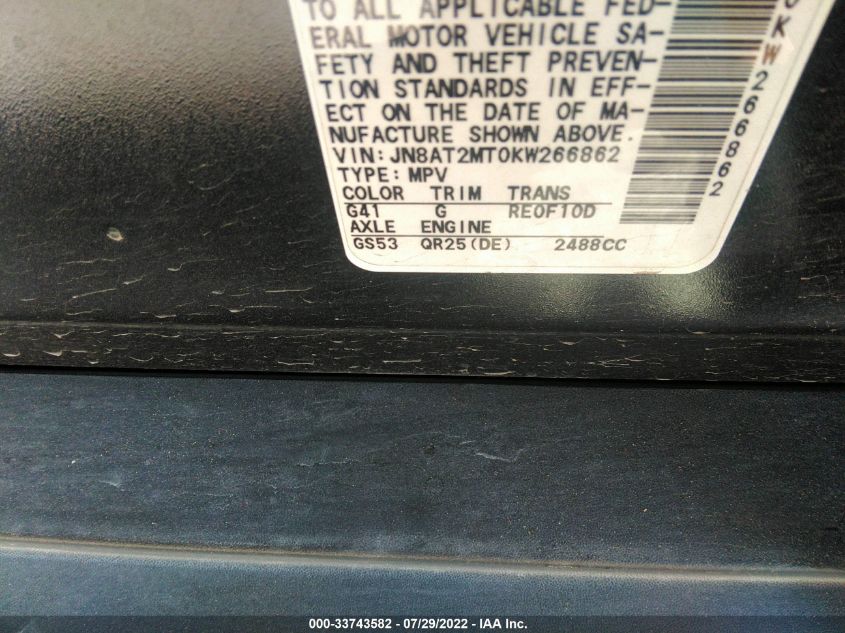 TO ALL APPLICABLE FED-
ERAL MOTOR VEHICLE SA-
FETY AND THEFT PREVEN-
TION STANDARDS IN EFF-
ECT ON THE DATE OF MA-
NUFACTURE SHOWN ABOVE.
VIN:JN8AT2MT0KW266862
TYPE:MPV
COLOR TRIM TRANS
G41 G RE0F10D
AXLE ENGINE
GS53 QR25(DE) 2488CC
KW266862
000-33743582 - 07/29/2022 - IAA Inc.